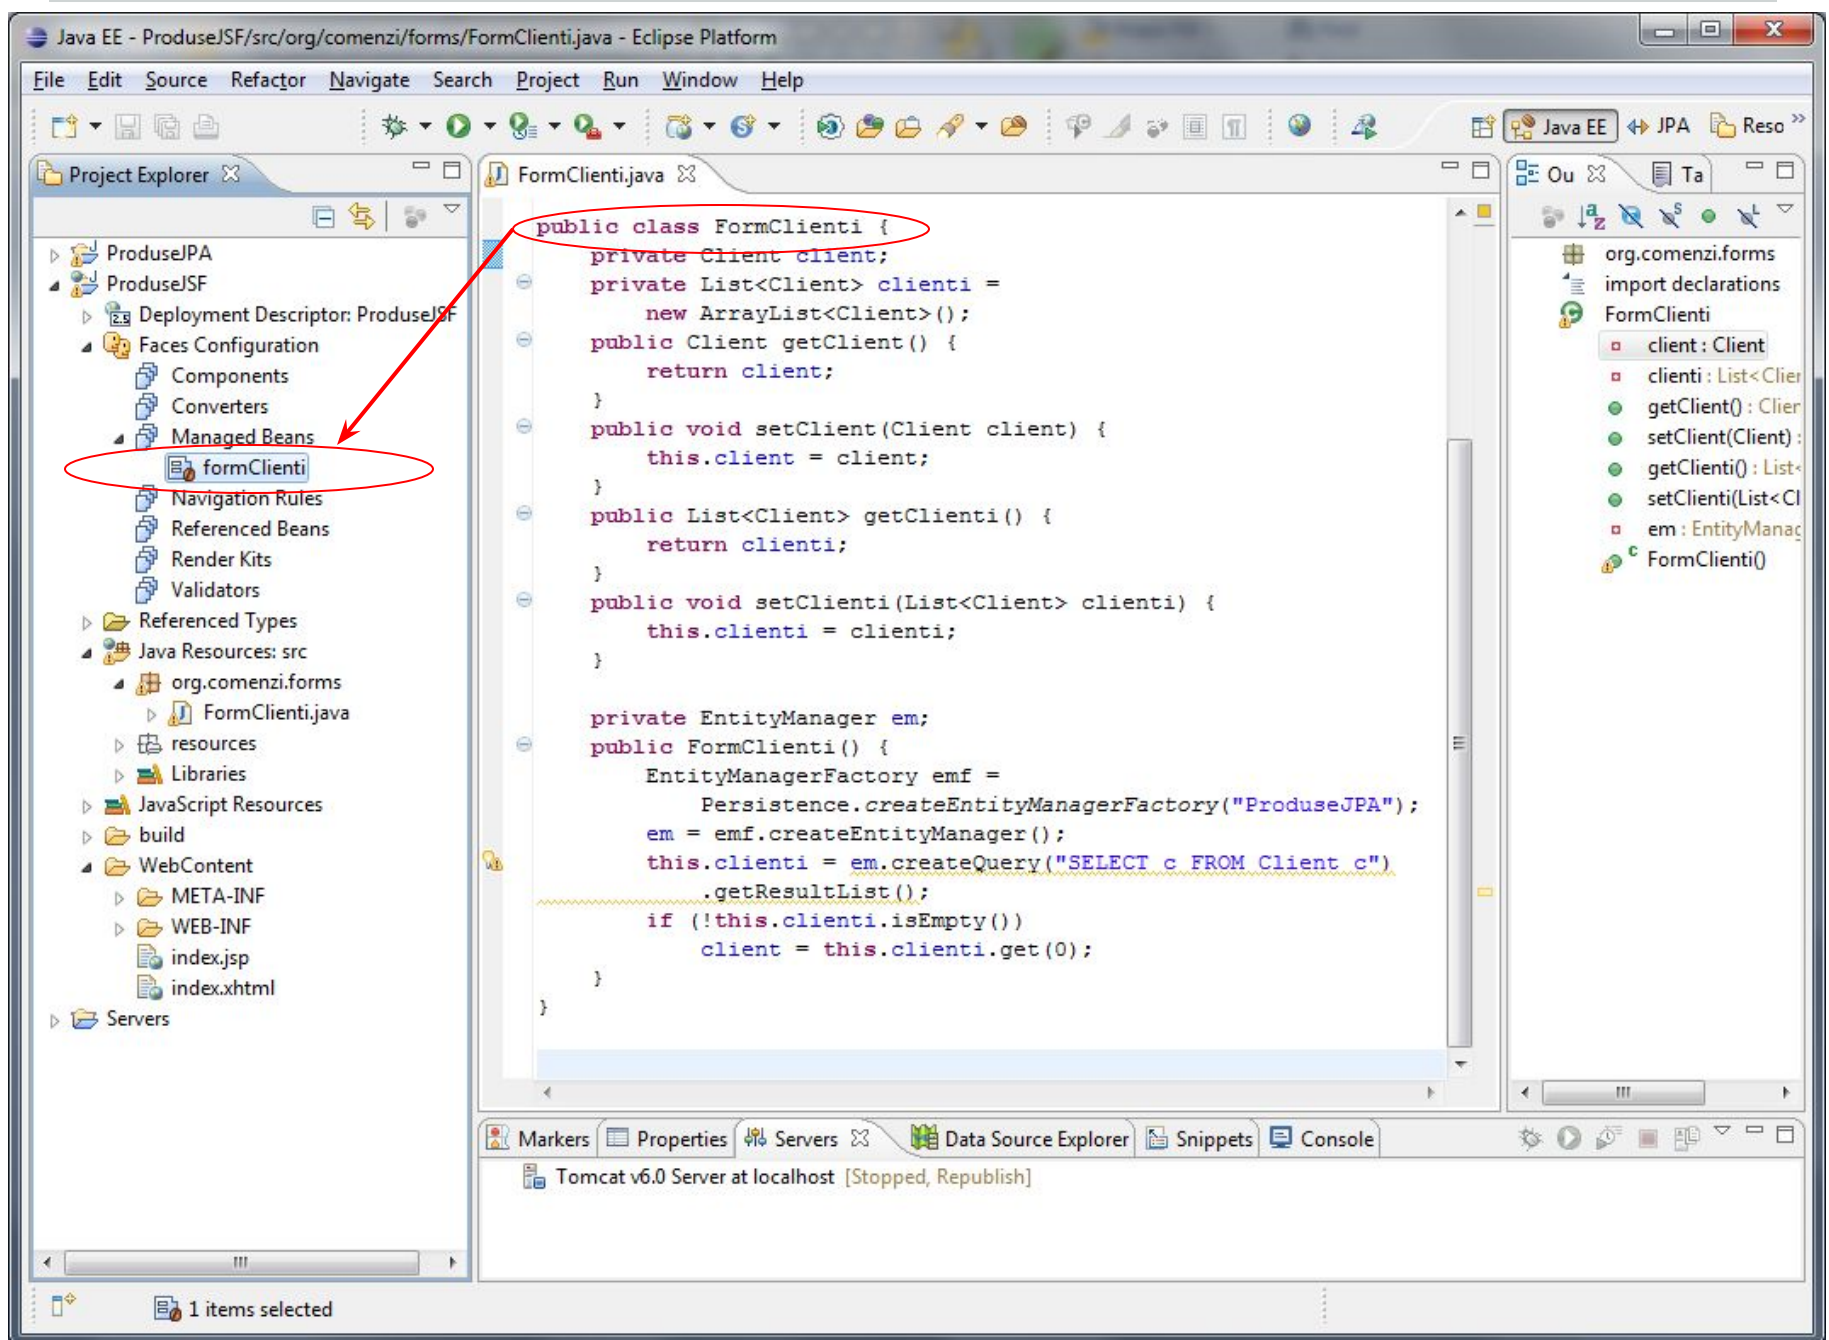 Java EE - ProduseJSF/src/org/comenzi/forms/FormClienti.java - Eclipse Platform
File Edit Source Refactor Navigate Search Project Run Window Help
Java EE JPA Reso
Project Explorer
ProduseJPA
ProduseJSF
Deployment Descriptor: ProduseJSF
Faces Configuration
Components
Converters
Managed Beans
formClienti
Navigation Rules
Referenced Beans
Render Kits
Validators
Referenced Types
Java Resources: src
org.comenzi.forms
FormClienti.java
resources
Libraries
JavaScript Resources
build
WebContent
META-INF
WEB-INF
index.jsp
index.xhtml
Servers
FormClienti.java
public class FormClienti {
private Client client;
private List<Client> clienti =
new ArrayList<Client>();
public Client getClient() {
return client;
}
public void setClient(Client client) {
this.client = client;
}
public List<Client> getClienti() {
return clienti;
}
public void setClienti(List<Client> clienti) {
this.clienti = clienti;
}
private EntityManager em;
public FormClienti() {
EntityManagerFactory emf =
Persistence.createEntityManagerFactory("ProduseJPA");
em = emf.createEntityManager();
this.clienti = em.createQuery("SELECT c FROM Client c")
.getResultList();
if (!this.clienti.isEmpty())
client = this.clienti.get(0);
}
}
Ou Ta
org.comenzi.forms
import declarations
FormClienti
client : Client
clienti : List<Clier
getClient() : Clier
setClient(Client) :
getClienti() : List<
setClienti(List<Cl
em : EntityManag
FormClienti()
Markers Properties Servers Data Source Explorer Snippets Console
Tomcat v6.0 Server at localhost [Stopped, Republish]
1 items selected